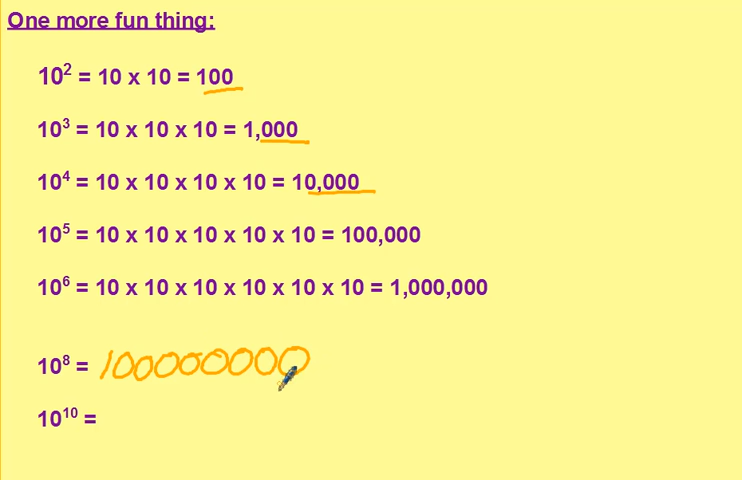 One more fun thing:
10² = 10 x 10 = 100
10³ = 10 x 10 x 10 = 1,000
10⁴ = 10 x 10 x 10 x 10 = 10,000
10⁵ = 10 x 10 x 10 x 10 x 10 = 100,000
10⁶ = 10 x 10 x 10 x 10 x 10 x 10 = 1,000,000
10⁸ = 100000000
10¹⁰ =